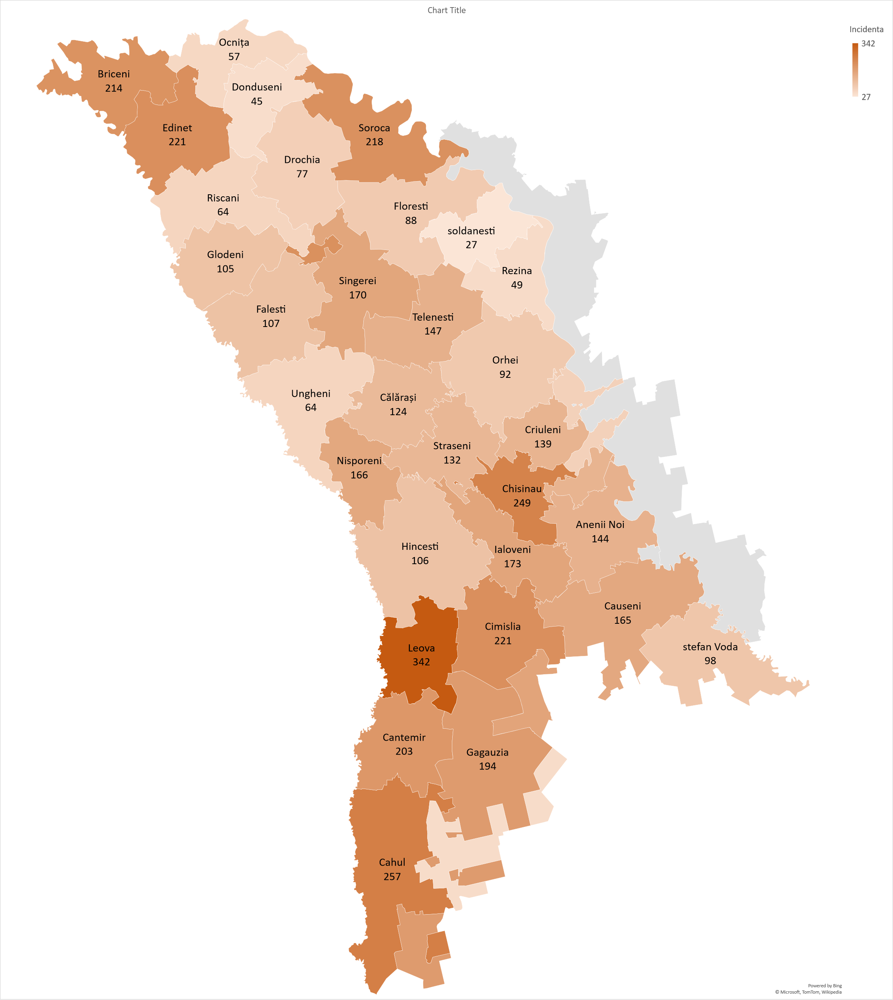 Chart Title
Incidenta
342
27
Ocnița
57
Briceni
214
Donduseni
45
Edinet
221
Soroca
218
Drochia
77
Riscani
64
Floresti
88
soldanesti
27
Glodeni
105
Rezina
49
Singerei
170
Falesti
107
Telenesti
147
Orhei
92
Ungheni
64
Călărași
124
Criuleni
139
Straseni
132
Nisporeni
166
Chisinau
249
Anenii Noi
144
Hincesti
106
Ialoveni
173
Causeni
165
Cimislia
221
Leova
342
stefan Voda
98
Cantemir
203
Gagauzia
194
Cahul
257
Powered by Bing
© Microsoft, TomTom, Wikipedia